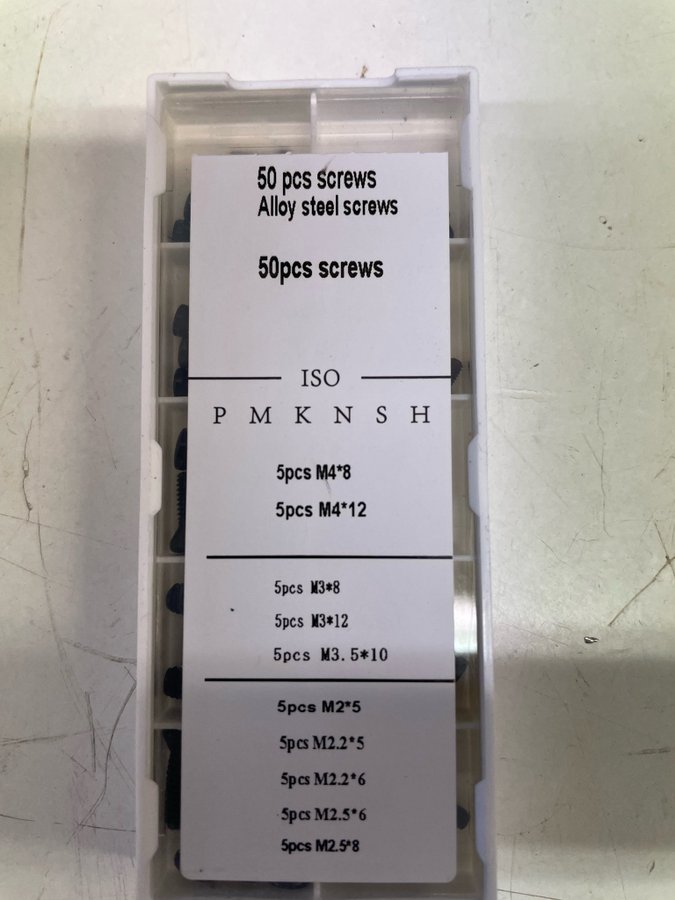 50 pcs screws
Alloy steel screws
50pcs screws
ISO
P M K N S H
5pcs M4*8
5pcs M4*12
5pcs M3*8
5pcs M3*12
5pcs M3.5*10
5pcs M2*5
5pcs M2.2*5
5pcs M2.2*6
5pcs M2.5*6
5pcs M2.5*8